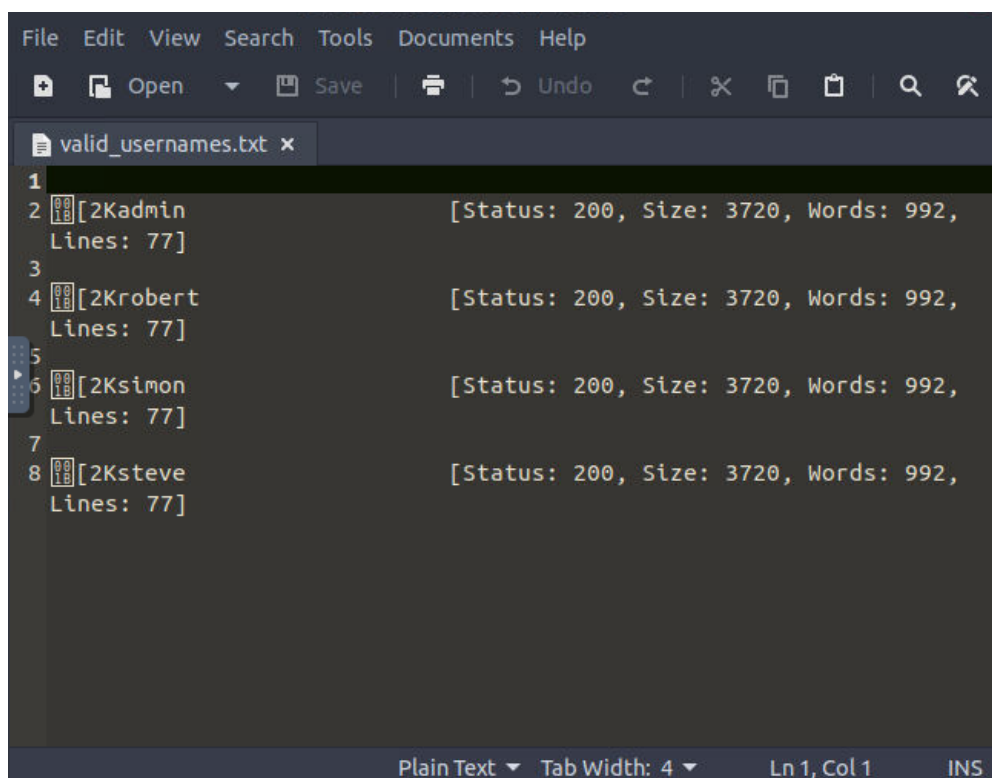 File Edit View Search Tools Documents Help
Open Save Undo
valid_usernames.txt
1
2 [2Kadmin [Status: 200, Size: 3720, Words: 992,
Lines: 77]
3
4 [2Krobert [Status: 200, Size: 3720, Words: 992,
Lines: 77]
5
6 [2Ksimon [Status: 200, Size: 3720, Words: 992,
Lines: 77]
7
8 [2Ksteve [Status: 200, Size: 3720, Words: 992,
Lines: 77]
Plain Text Tab Width: 4 Ln 1, Col 1 INS